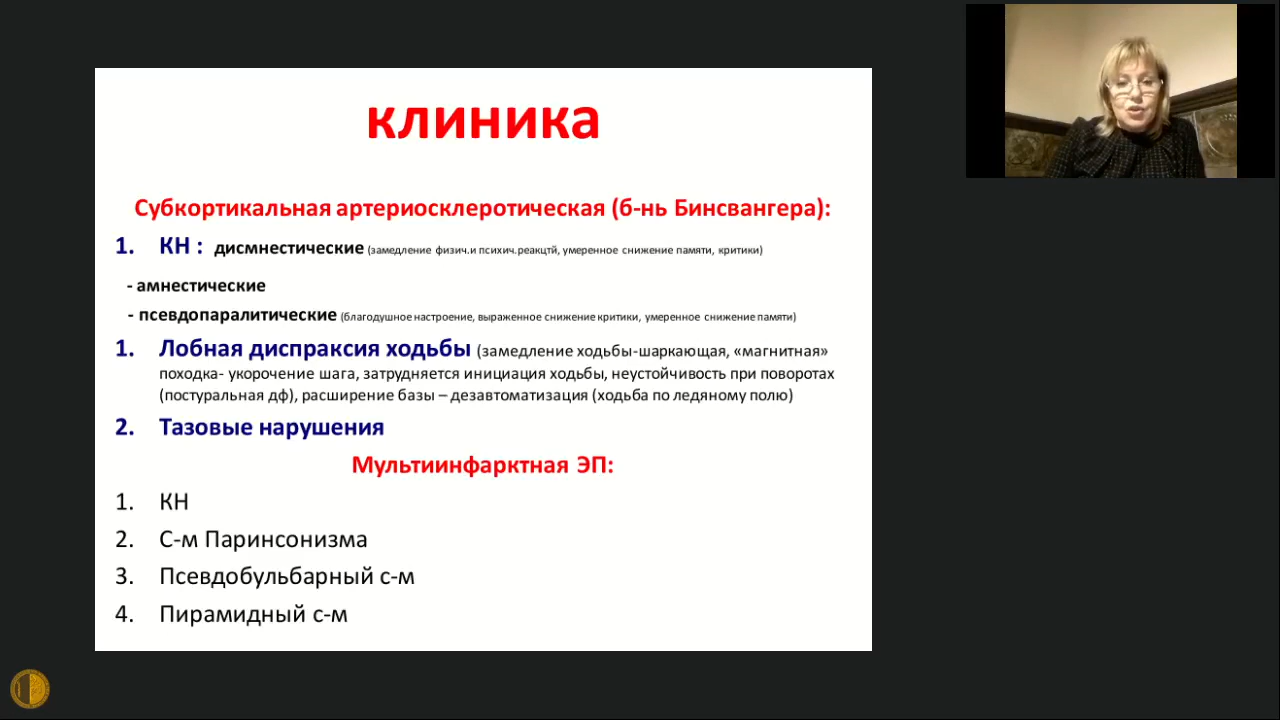 клиника
Субкортикальная артериосклеротическая (б-нь Бинсвангера):
1. КН : дисмнестические (замедление физич.и психич.реакцтй, умеренное снижение памяти, критики)
- амнестические
- псевдопаралитические (благодушное настроение, выраженное снижение критики, умеренное снижение памяти)
1. Лобная диспраксия ходьбы (замедление ходьбы-шаркающая, «магнитная»
походка- укорочение шага, затрудняется инициация ходьбы, неустойчивость при поворотах
(постуральная дф), расширение базы – дезавтоматизация (ходьба по ледяному полю)
2. Тазовые нарушения
Мультиинфарктная ЭП:
1. КН
2. С-м Паринсонизма
3. Псевдобульбарный с-м
4. Пирамидный с-м